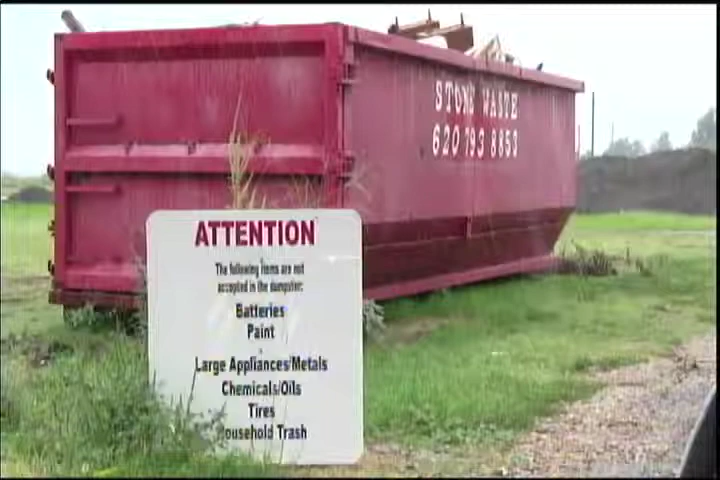 STONE WASTE
620 793 8853
ATTENTION
The following items are not
accepted in the dumpster:
Batteries
Paint
Large Appliances/Metals
Chemicals/Oils
Tires
ousehold Trash